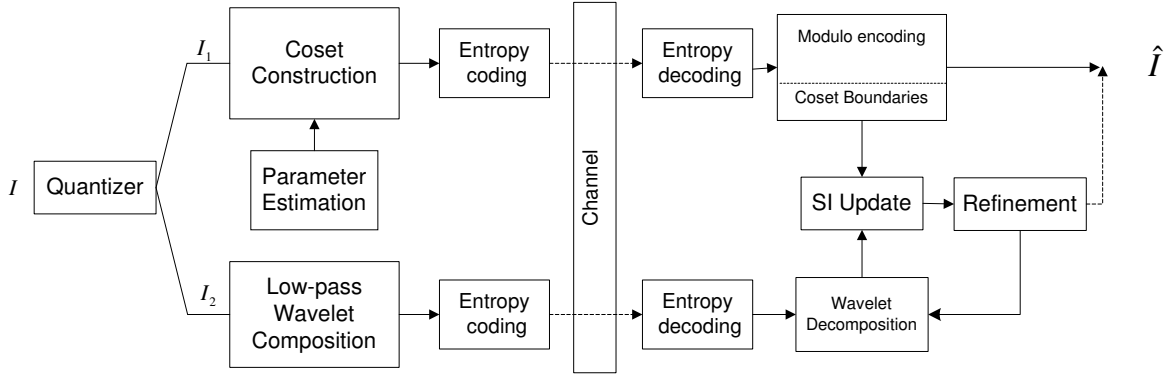 I
Quantizer
I1
Coset
Construction
Parameter
Estimation
Entropy
coding
I2
Low-pass
Wavelet
Composition
Entropy
coding
Channel
Entropy
decoding
Modulo encoding
Coset Boundaries
Î
SI Update
Refinement
Entropy
decoding
Wavelet
Decomposition